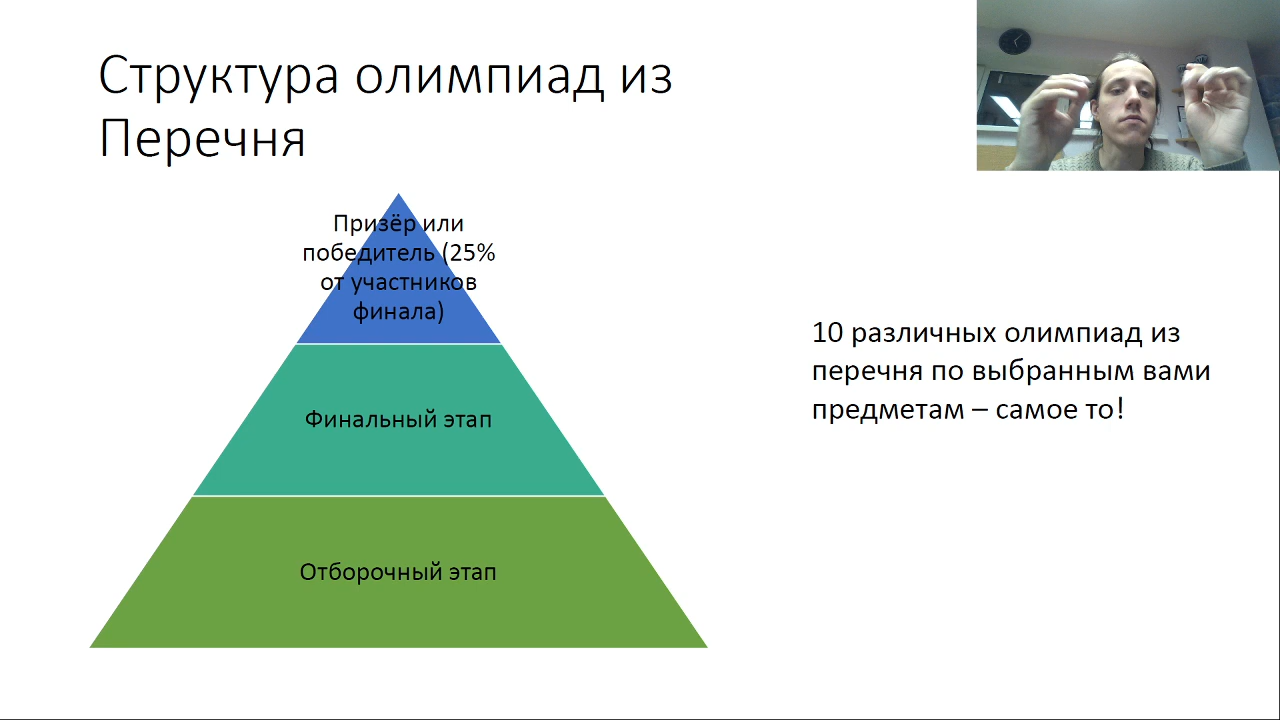 Структура олимпиад из
Перечня
Призёр или
победитель (25%
от участников
финала)
Финальный этап
Отборочный этап
10 различных олимпиад из
перечня по выбранным вами
предметам – самое то!